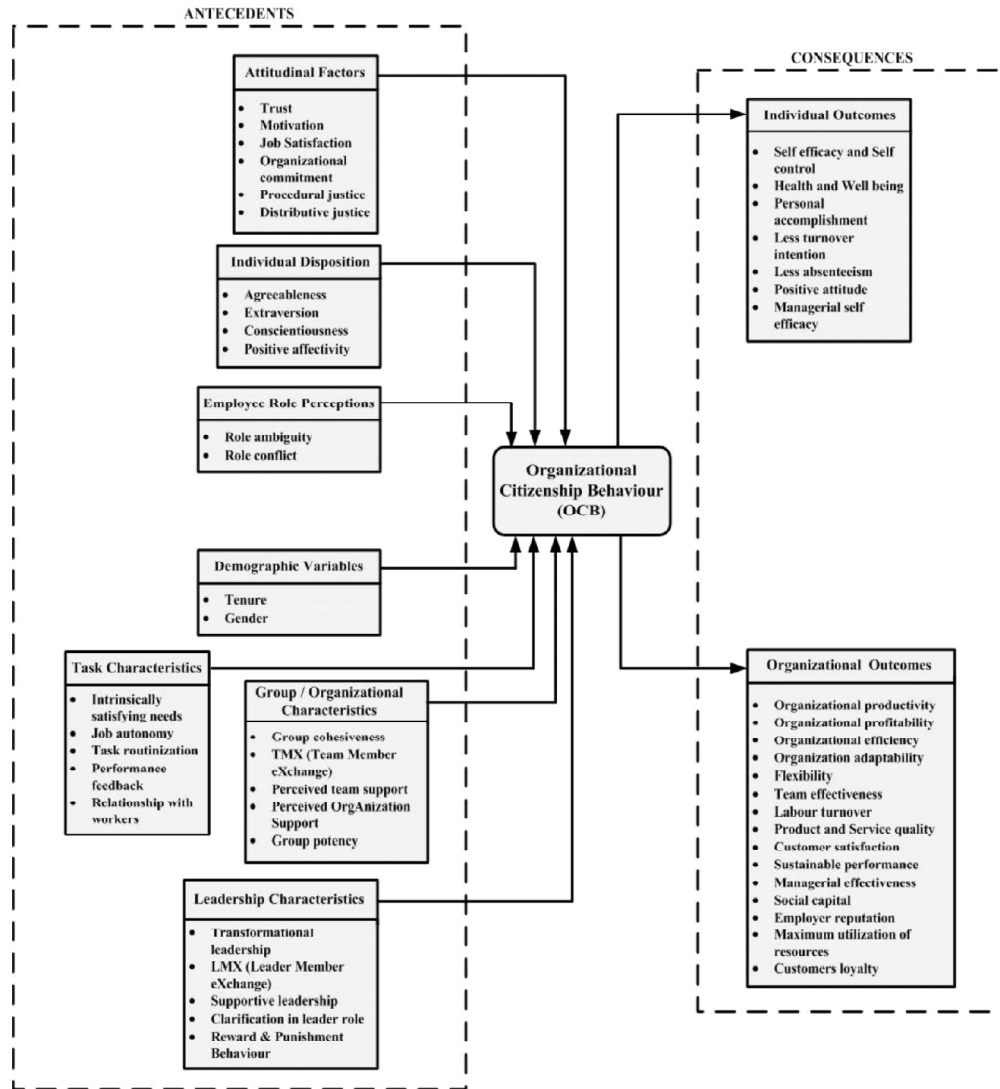 ANTECEDENTS
Attitudinal Factors
• Trust
• Motivation
• Job Satisfaction
• Organizational
commitment
• Procedural justice
• Distributive justice
Individual Disposition
• Agreeableness
• Extraversion
• Conscientiousness
• Positive affectivity
Employee Role Perceptions
• Role ambiguity
• Role conflict
Demographic Variables
• Tenure
• Gender
Task Characteristics
• Intrinsically
satisfying needs
• Job autonomy
• Task routinization
• Performance
feedback
• Relationship with
workers
Group / Organizational
Characteristics
• Group cohesiveness
• TMX (Team Member
eXchange)
• Perceived team support
• Perceived OrgAnization
Support
• Group potency
Leadership Characteristics
• Transformational
leadership
• LMX (Leader Member
eXchange)
• Supportive leadership
• Clarification in leader role
• Reward & Punishment
Behaviour
Organizational
Citizenship Behaviour
(OCB)
CONSEQUENCES
Individual Outcomes
• Self efficacy and Self
control
• Health and Well being
• Personal
accomplishment
• Less turnover
intention
• Less absenteeism
• Positive attitude
• Managerial self
efficacy
Organizational Outcomes
• Organizational productivity
• Organizational profitability
• Organizational efficiency
• Organization adaptability
• Flexibility
• Team effectiveness
• Labour turnover
• Product and Service quality
• Customer satisfaction
• Sustainable performance
• Managerial effectiveness
• Social capital
• Employer reputation
• Maximum utilization of
resources
• Customers loyalty